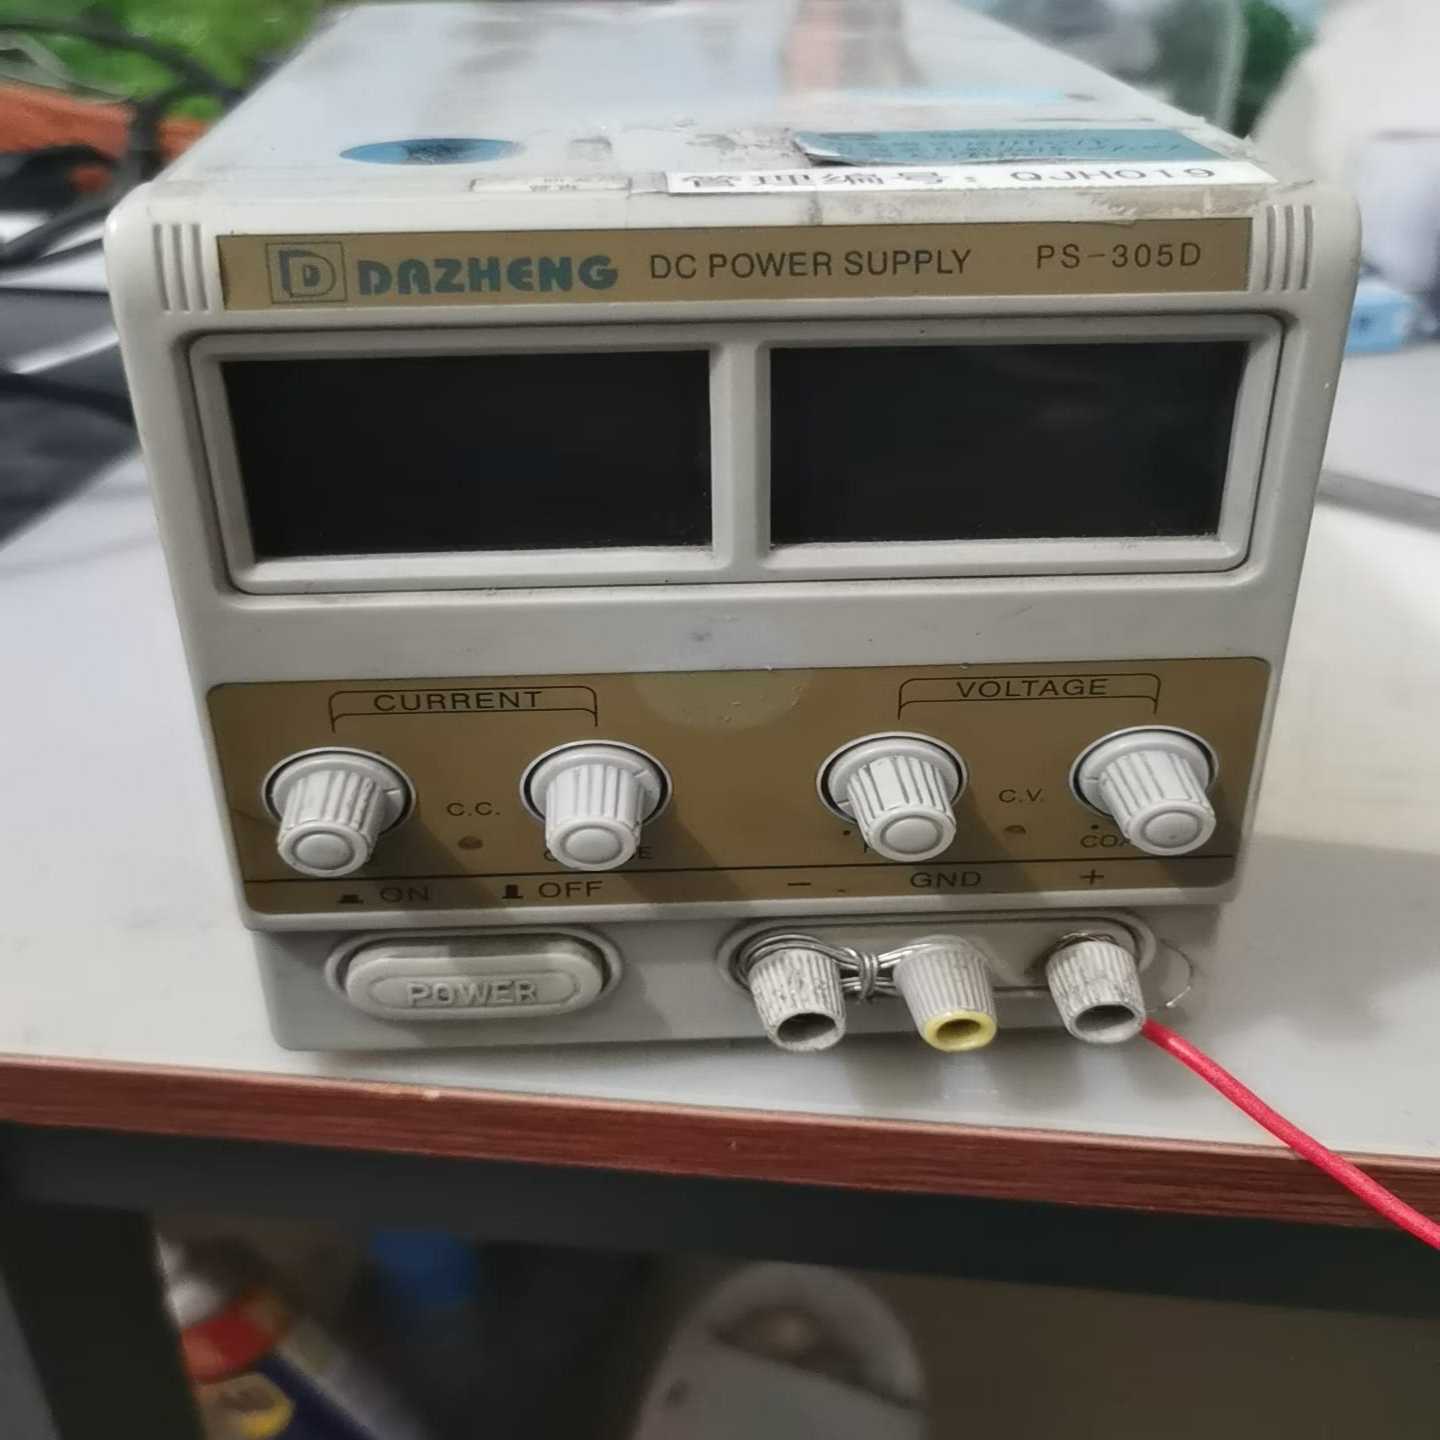 管理编号：QJH019
D DAZHENG DC POWER SUPPLY PS-305D
CURRENT VOLTAGE
C.C. C.V.
ON OFF - GND +
POWER